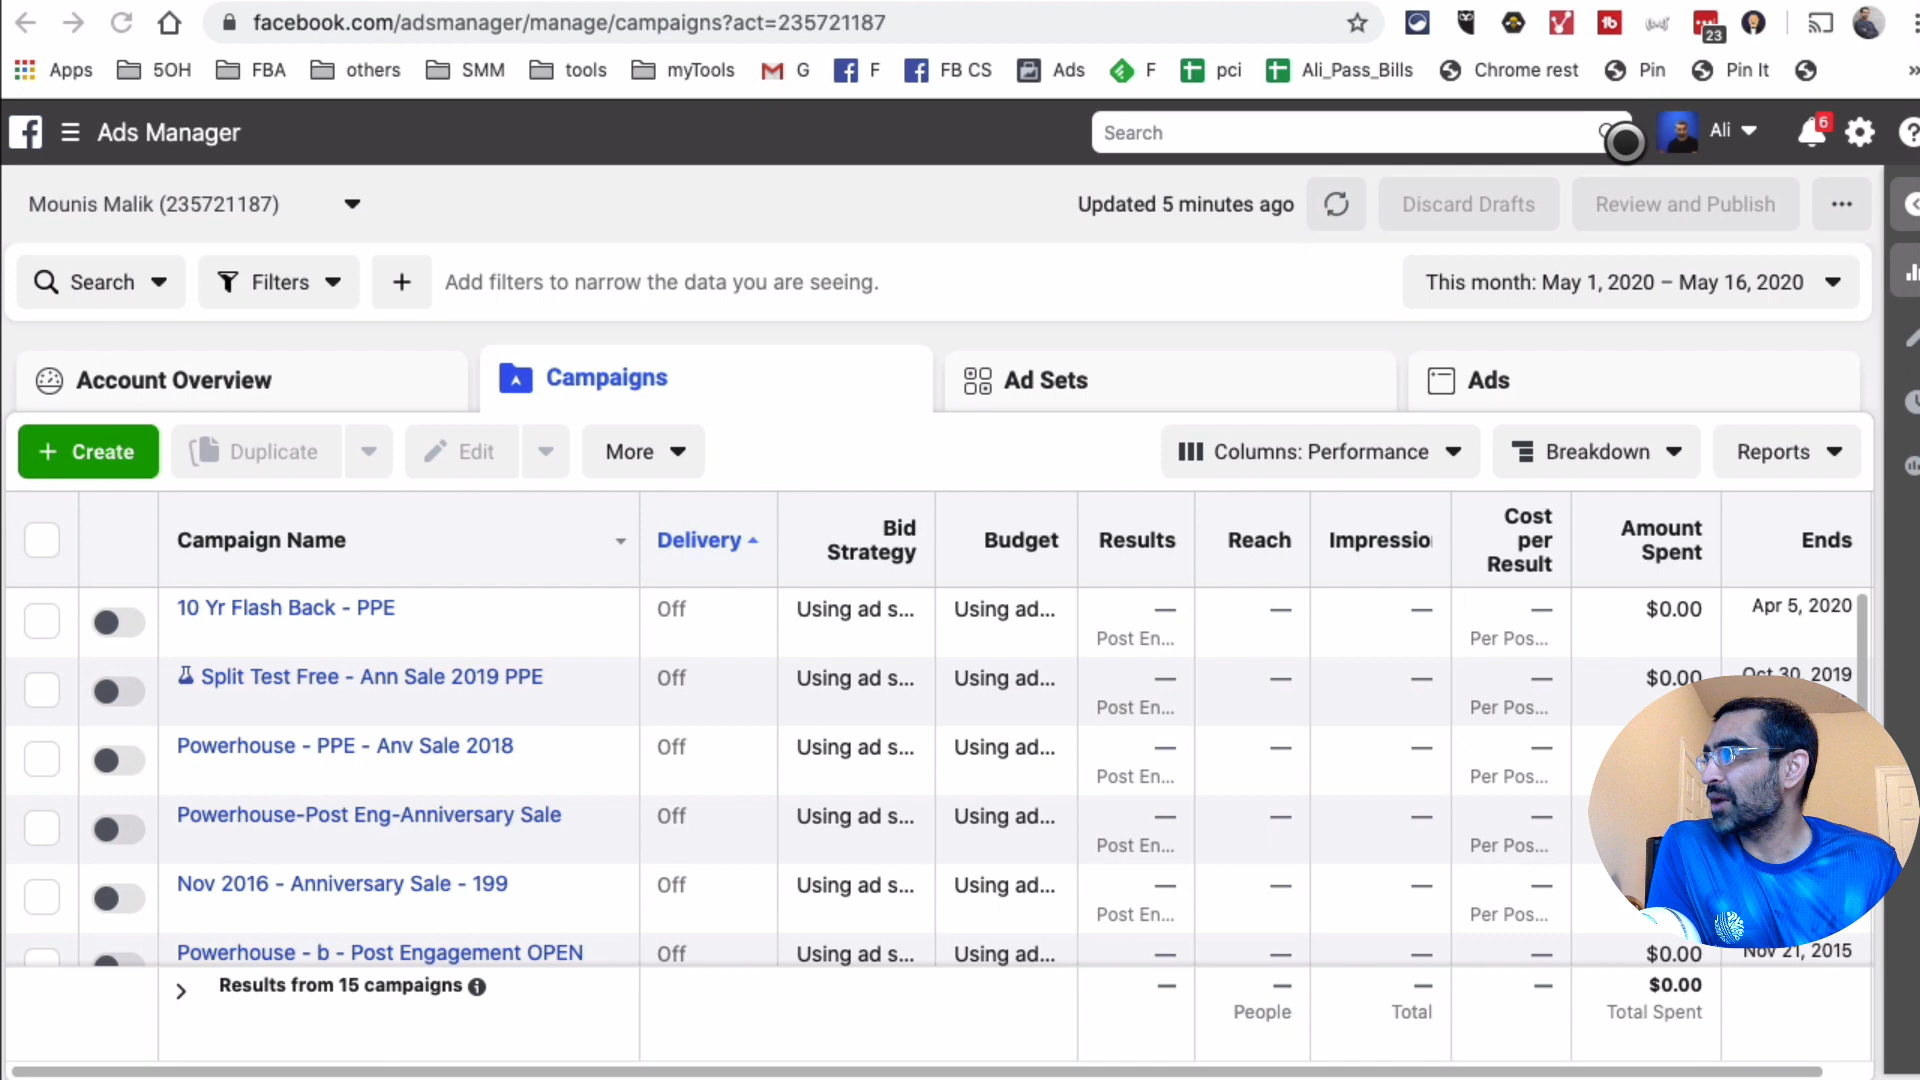 facebook.com/adsmanager/manage/campaigns?act=235721187
23
Apps 5OH FBA others SMM tools myTools G F FB CS Ads F pci Ali_Pass_Bills Chrome rest Pin Pin It »
Ads Manager Search Ali 6
Mounis Malik (235721187) Updated 5 minutes ago Discard Drafts Review and Publish ...
Search Filters + Add filters to narrow the data you are seeing. This month: May 1, 2020 – May 16, 2020
Account Overview Campaigns Ad Sets Ads
+ Create Duplicate Edit More Columns: Performance Breakdown Reports
Campaign Name Delivery Bid Strategy Budget Results Reach Impressio Cost per Result Amount Spent Ends
10 Yr Flash Back - PPE Off Using ad s... Using ad... — — — — $0.00 Apr 5, 2020
Post En... Per Pos...
Split Test Free - Ann Sale 2019 PPE Off Using ad s... Using ad... — — — — $0.00 Oct 30, 2019
Post En... Per Pos...
Powerhouse - PPE - Anv Sale 2018 Off Using ad s... Using ad... — — — —
Post En... Per Pos...
Powerhouse-Post Eng-Anniversary Sale Off Using ad s... Using ad... — — — —
Post En... Per Pos...
Nov 2016 - Anniversary Sale - 199 Off Using ad s... Using ad... — — — —
Post En... Per Pos...
Powerhouse - b - Post Engagement OPEN Off Using ad s... Using ad... — — — — $0.00 Nov 21, 2015
Results from 15 campaigns — — — — $0.00
People Total Total Spent